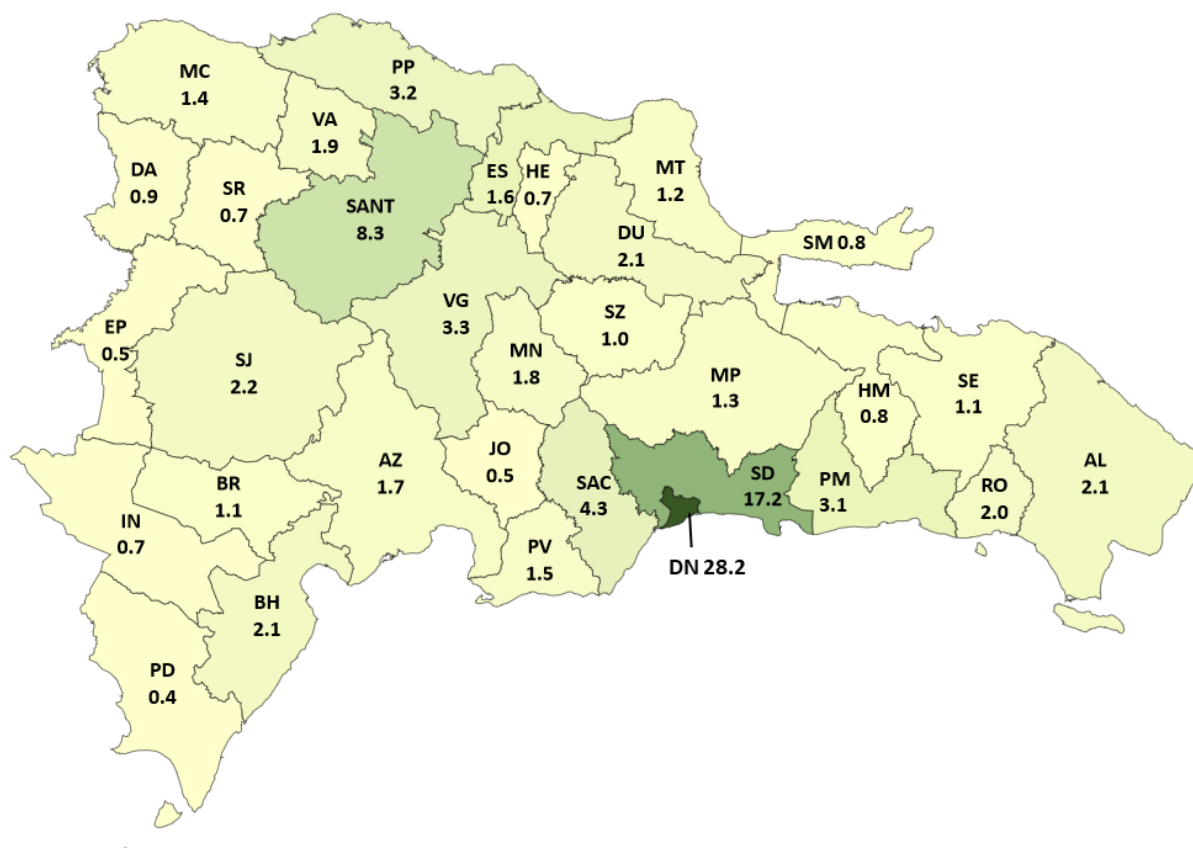 PP
3.2
MC
1.4
VA
1.9
DA
0.9
SR
0.7
ES
1.6
HE
0.7
MT
1.2
SANT
8.3
DU
2.1
SM 0.8
VG
3.3
SZ
1.0
EP
0.5
SJ
2.2
MN
1.8
MP
1.3
HM
0.8
SE
1.1
AZ
1.7
JO
0.5
SAC
4.3
SD
17.2
PM
3.1
RO
2.0
AL
2.1
BR
1.1
IN
0.7
PV
1.5
DN 28.2
BH
2.1
PD
0.4